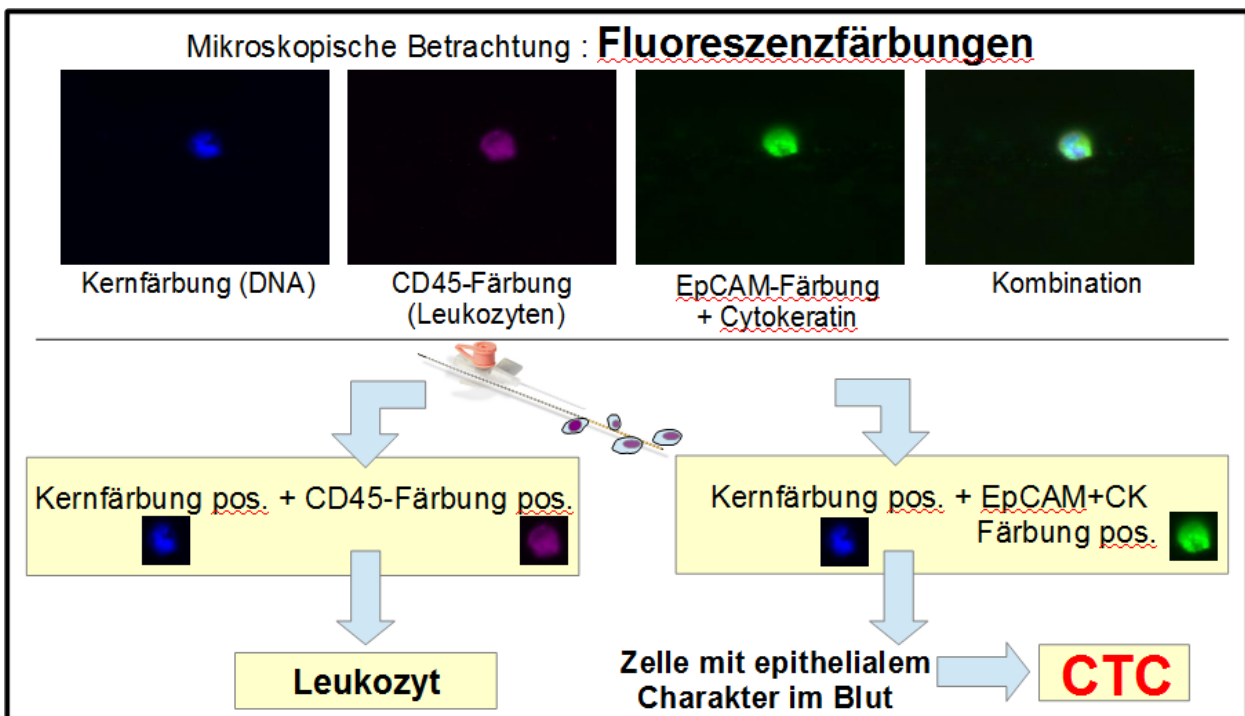 Mikroskopische Betrachtung : Fluoreszenzfärbungen
Kernfärbung (DNA)
CD45-Färbung
(Leukozyten)
EpCAM-Färbung
+ Cytokeratin
Kombination
Kernfärbung pos. + CD45-Färbung pos.
Kernfärbung pos. + EpCAM+CK
Färbung pos.
Leukozyt
Zelle mit epithelialem
Charakter im Blut
CTC